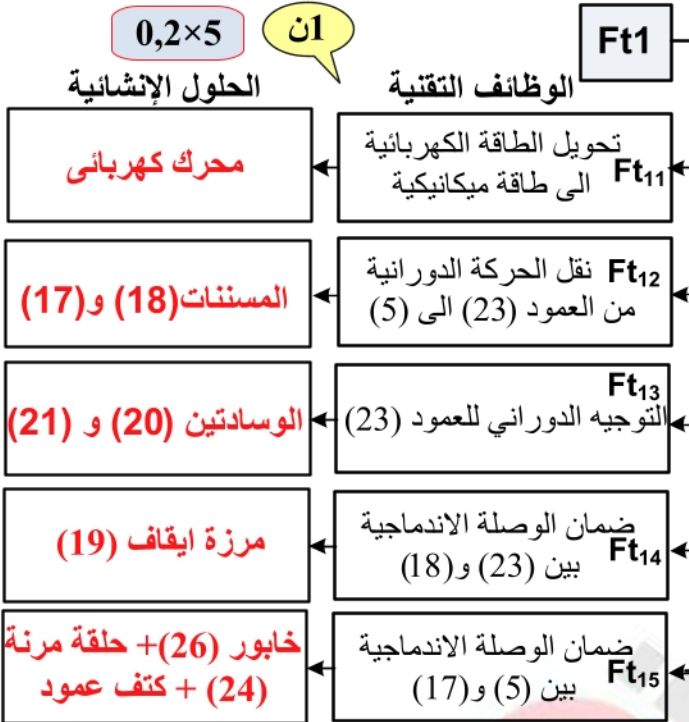 Ft1
1ن
0,2×5
الوظائف التقنية
الحلول الإنشائية
تحويل الطاقة الكهربائية
Ft11 الى طاقة ميكانيكية
محرك كهربائى
Ft12 نقل الحركة الدورانية
من العمود (23) الى (5)
المسننات(18) و(17)
Ft13
التوجيه الدوراني للعمود (23)
الوسادتين (20) و (21)
ضمان الوصلة الاندماجية
Ft14 بين (23) و(18)
مرزة ايقاف (19)
ضمان الوصلة الاندماجية
Ft15 بين (5) و(17)
خابور (26)+ حلقة مرنة
(24) + كتف عمود